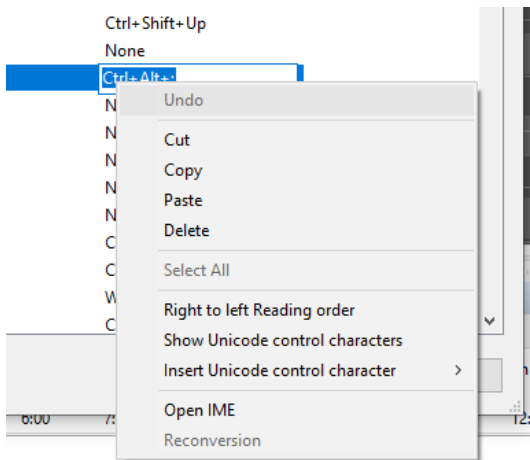 Ctrl+Shift+Up
None
Ctrl+Alt+;
Undo
Cut
Copy
Paste
Delete
Select All
Right to left Reading order
Show Unicode control characters
Insert Unicode control character
Open IME
Reconversion
6:00